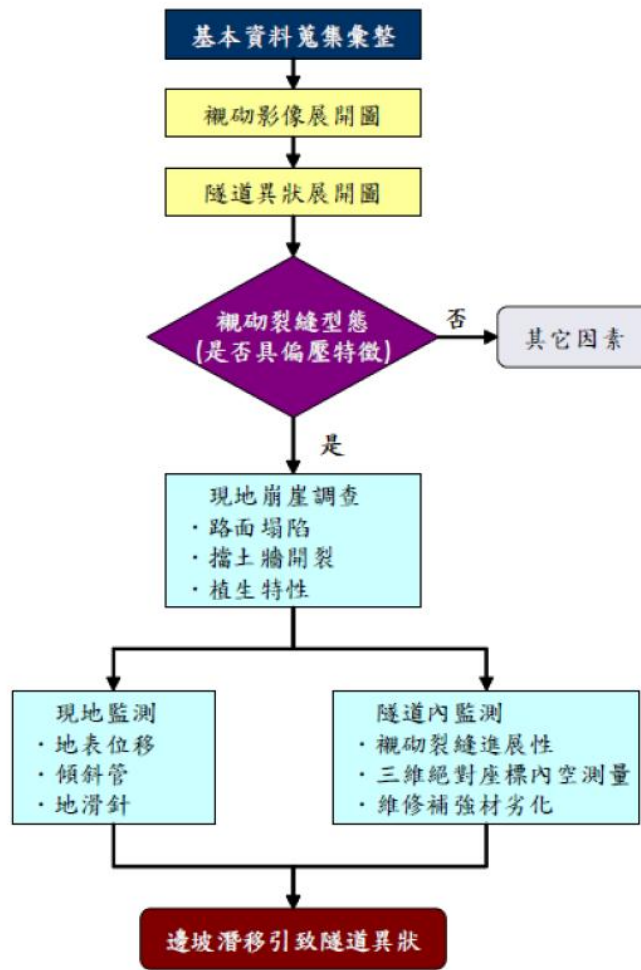 基本資料蒐集彙整
襯砌影像展開圖
隧道異狀展開圖
襯砌裂縫型態
(是否具偏壓特徵)
否
其它因素
是
現地崩崖調查
·路面塌陷
·擋土牆開裂
·植生特性
現地監測
·地表位移
·傾斜管
·地滑針
隧道內監測
·襯砌裂縫進展性
·三維絕對座標內空測量
·維修補強材劣化
邊坡潛移引致隧道異狀